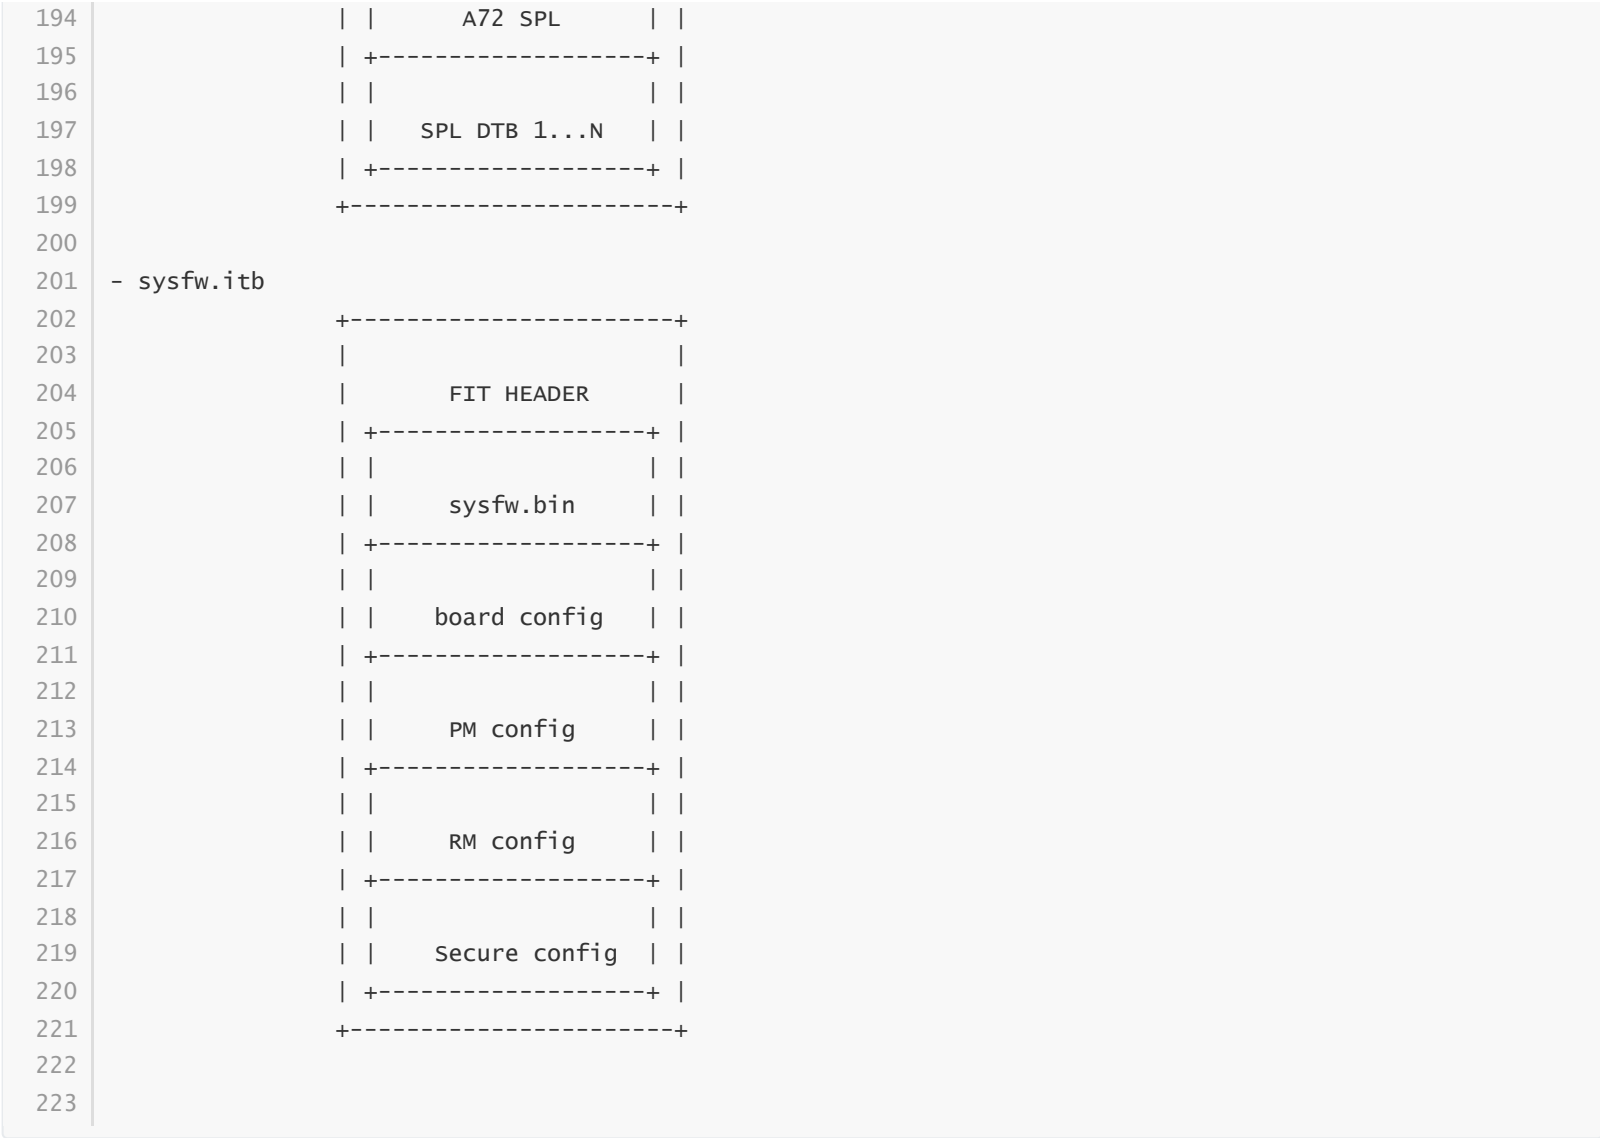 194                   | |      A72 SPL      | |
195                   | +-------------------+ |
196                   | |                   | |
197                   | |   SPL DTB 1...N   | |
198                   | +-------------------+ |
199                   +-----------------------+
200
201   - sysfw.itb
202                   +-----------------------+
203                   |                       |
204                   |       FIT HEADER      |
205                   | +-------------------+ |
206                   | |                   | |
207                   | |     sysfw.bin     | |
208                   | +-------------------+ |
209                   | |                   | |
210                   | |    board config   | |
211                   | +-------------------+ |
212                   | |                   | |
213                   | |     PM config     | |
214                   | +-------------------+ |
215                   | |                   | |
216                   | |     RM config     | |
217                   | +-------------------+ |
218                   | |                   | |
219                   | |    Secure config  | |
220                   | +-------------------+ |
221                   +-----------------------+
222
223